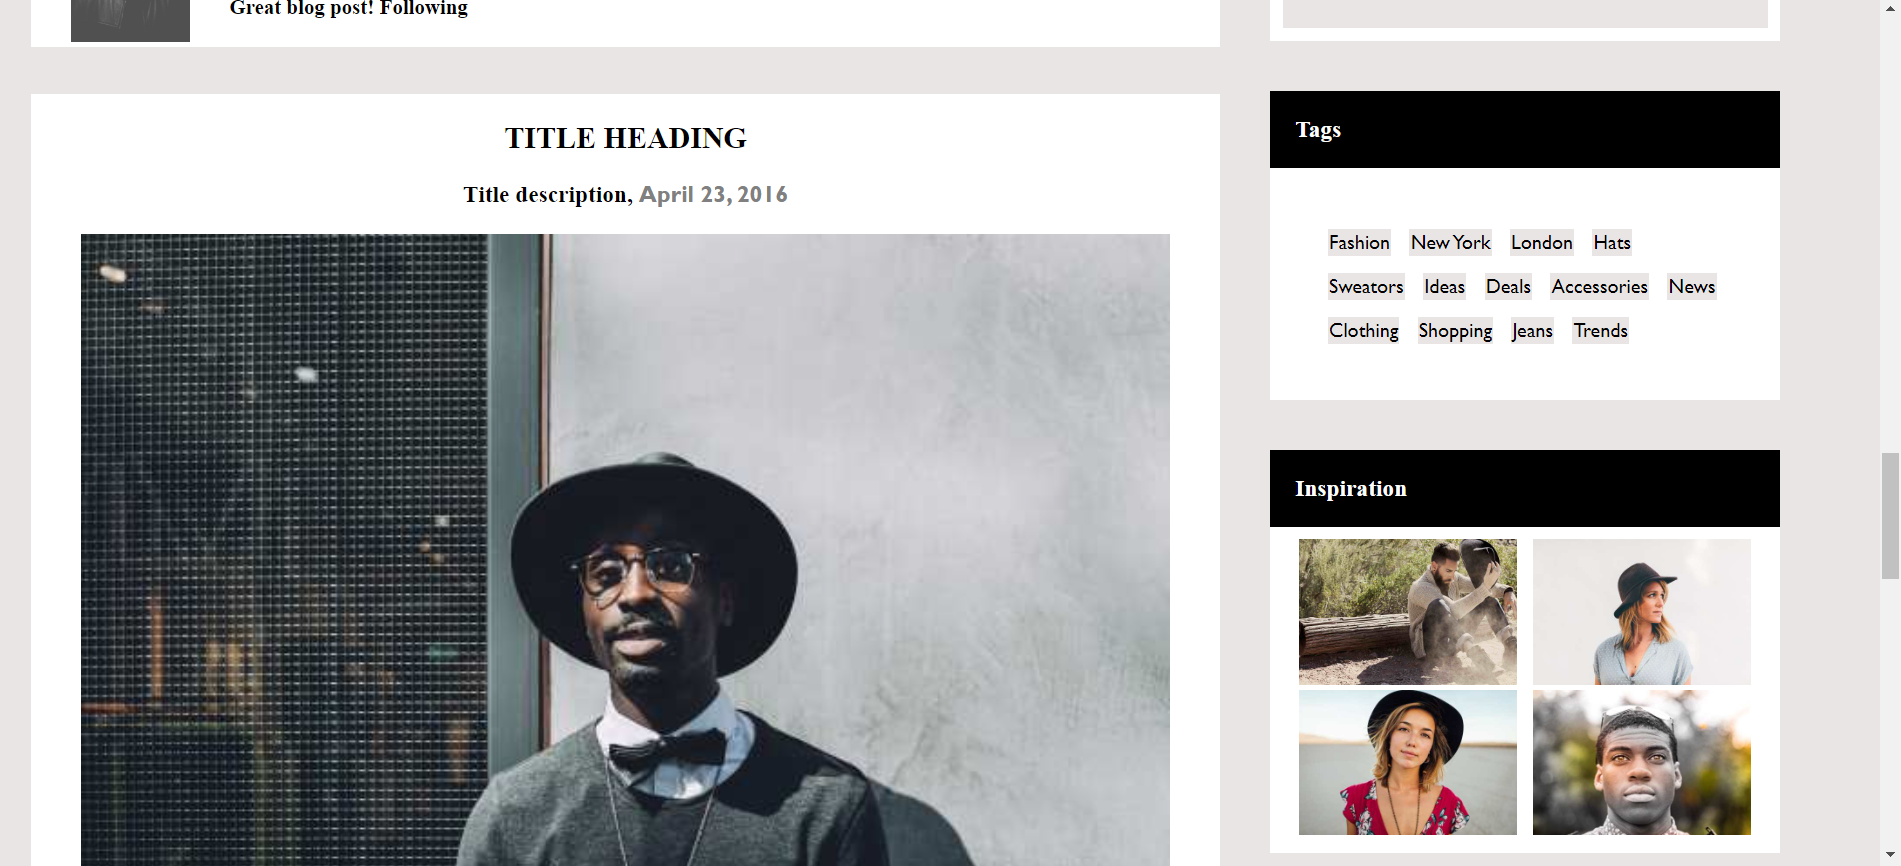 Great blog post! Following
TITLE HEADING
Title description, April 23, 2016
Tags
Fashion New York London Hats
Sweators Ideas Deals Accessories News
Clothing Shopping Jeans Trends
Inspiration